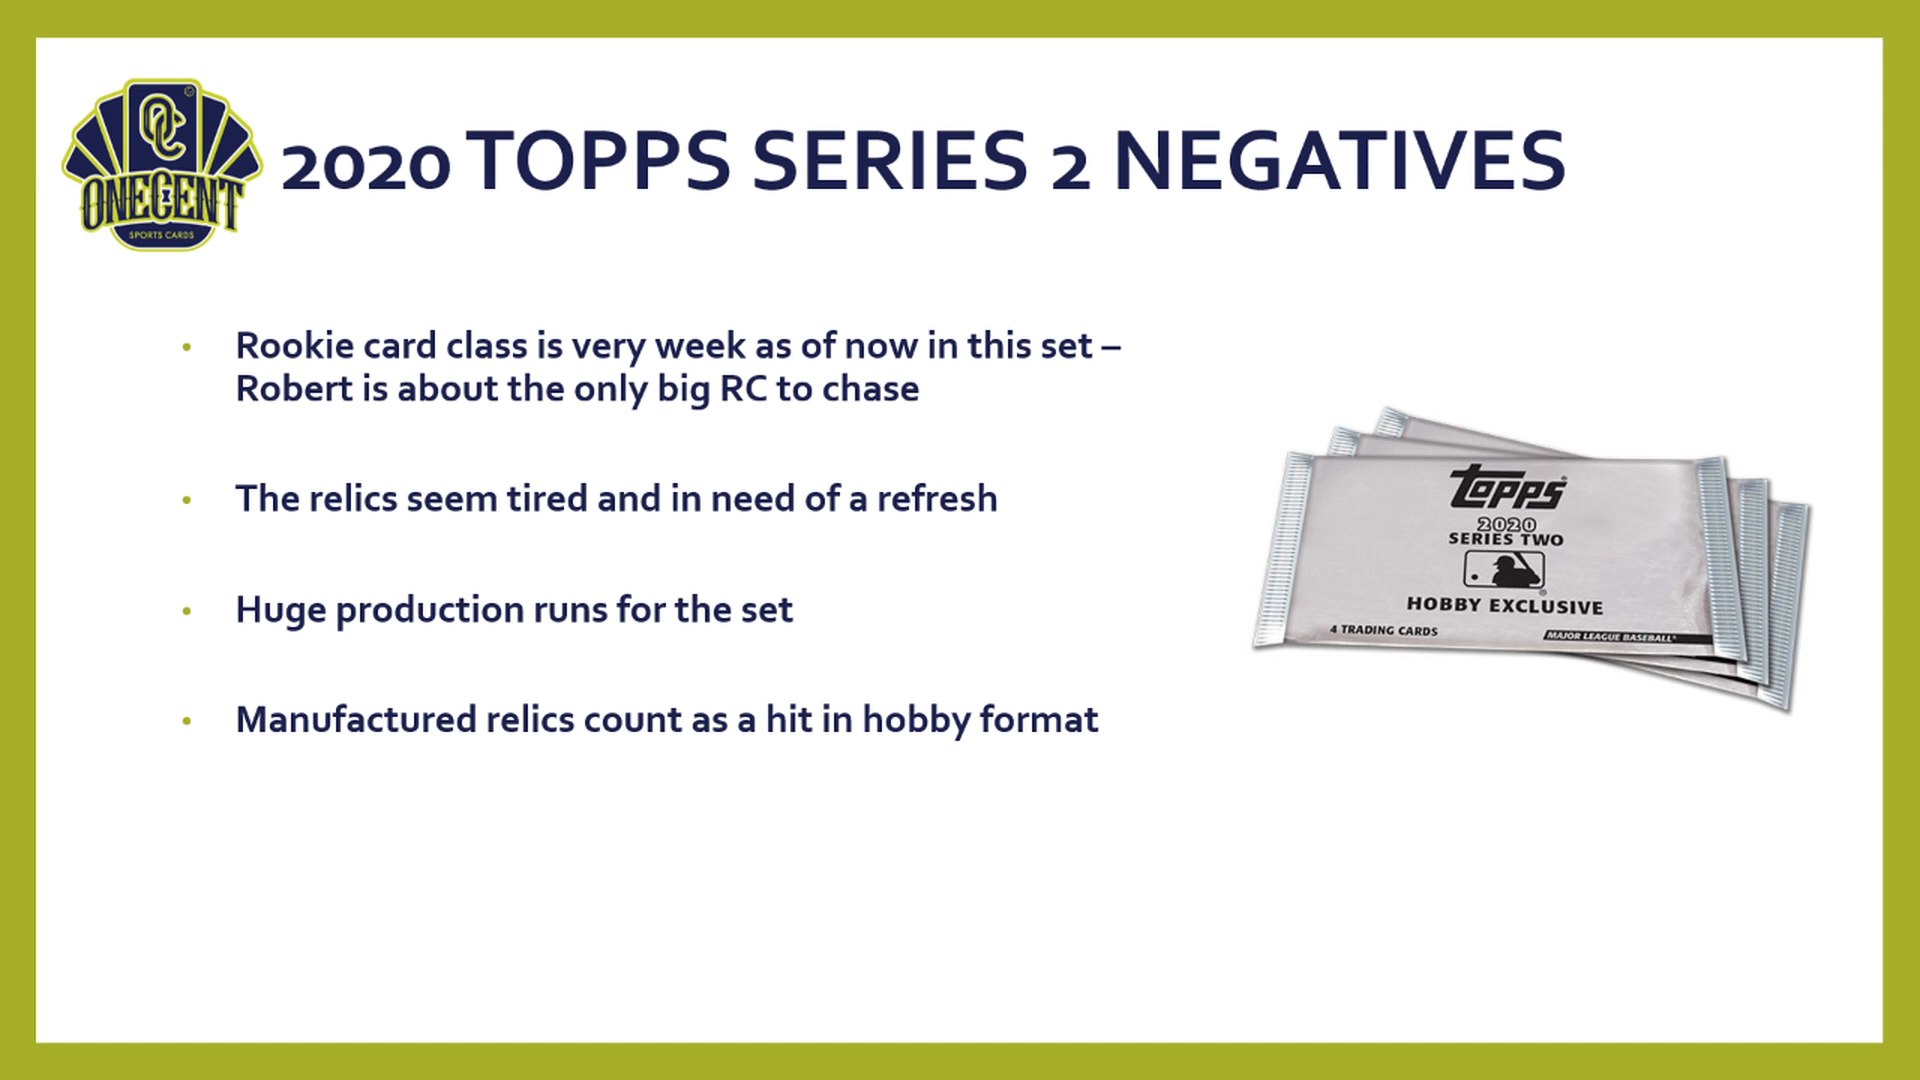 OC
ONECENT
SPORTS CARDS
2020 TOPPS SERIES 2 NEGATIVES
• Rookie card class is very week as of now in this set –
Robert is about the only big RC to chase
• The relics seem tired and in need of a refresh
• Huge production runs for the set
• Manufactured relics count as a hit in hobby format
topps®
2020
SERIES TWO
®
HOBBY EXCLUSIVE
4 TRADING CARDS
MAJOR LEAGUE BASEBALL®